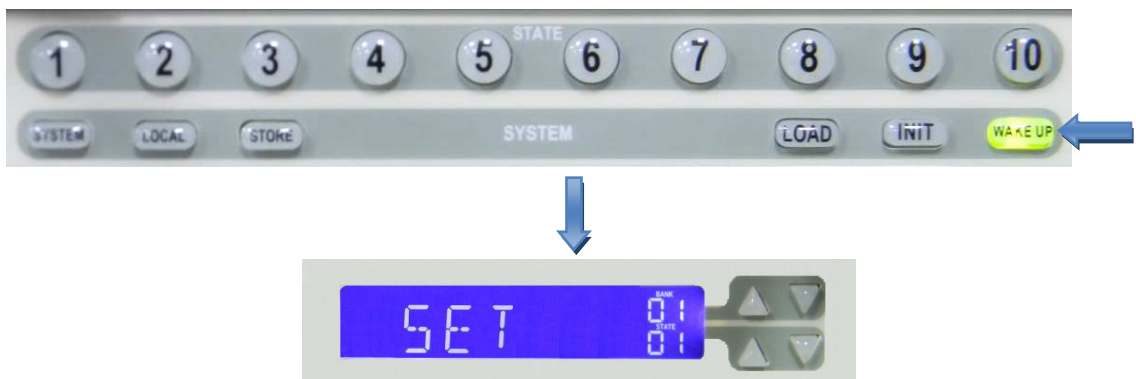 STATE
1 2 3 4 5 6 7 8 9 10
SYSTEM LOCAL STORE SYSTEM LOAD INIT WAKE UP
BANK
SET 01
STATE
01